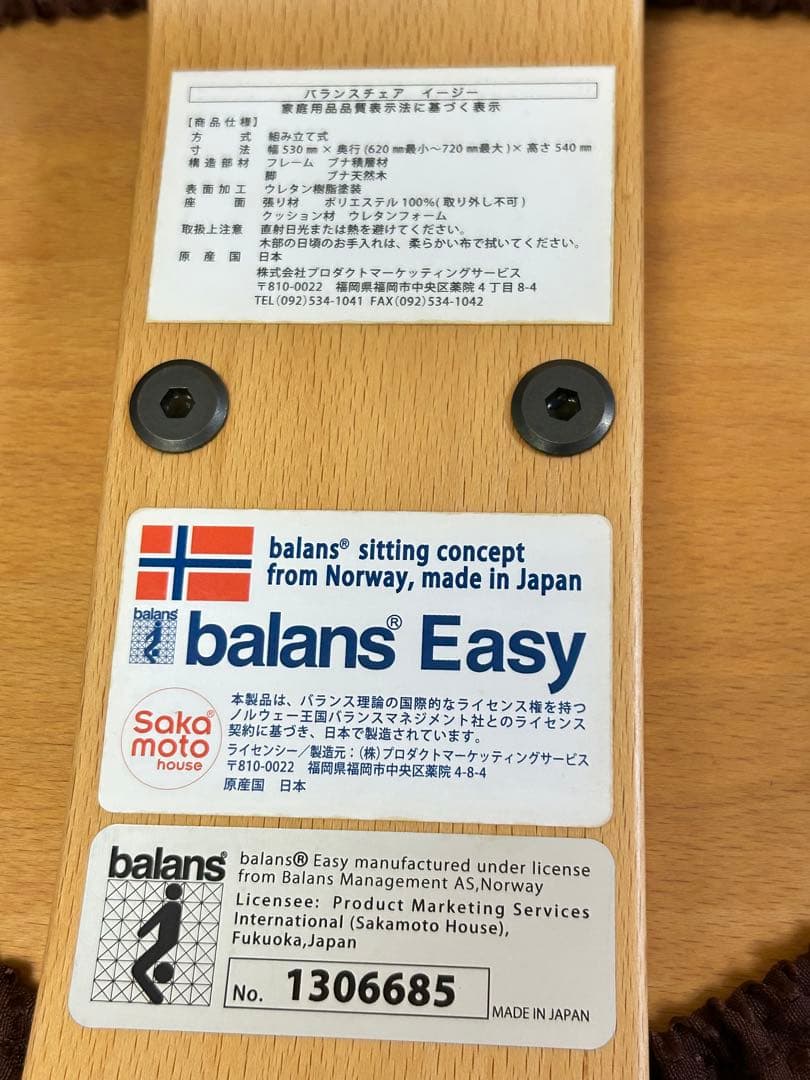 バランスチェア イージー
家庭用品品質表示法に基づく表示
【商品仕様】
方 式 組み立て式
寸 法 幅530㎜×奥行(620㎜最小～720㎜最大)×高さ540㎜
構造部材 フレーム ブナ積層材
脚 ブナ天然木
表面加工 ウレタン樹脂塗装
座 面 張り材 ポリエステル100%(取り外し不可)
クッション材 ウレタンフォーム
取扱上注意 直射日光または熱を避けてください。
木部の日頃のお手入れは、柔らかい布で拭いてください。
原産国 日本
株式会社プロダクトマーケッティングサービス
〒810-0022 福岡県福岡市中央区薬院4丁目8-4
TEL(092)534-1041 FAX(092)534-1042
balans® sitting concept
from Norway, made in Japan
balans®
balans® Easy
Saka®
moto
house
本製品は、バランス理論の国際的なライセンス権を持つ
ノルウェー王国バランスマネジメント社とのライセンス
契約に基づき、日本で製造されています。
ライセンシー/製造元:(株)プロダクトマーケッティングサービス
〒810-0022 福岡県福岡市中央区薬院4-8-4
原産国 日本
balans®
balans® Easy manufactured under license
from Balans Management AS,Norway
Licensee: Product Marketing Services
International (Sakamoto House),
Fukuoka,Japan
No. 1306685
MADE IN JAPAN